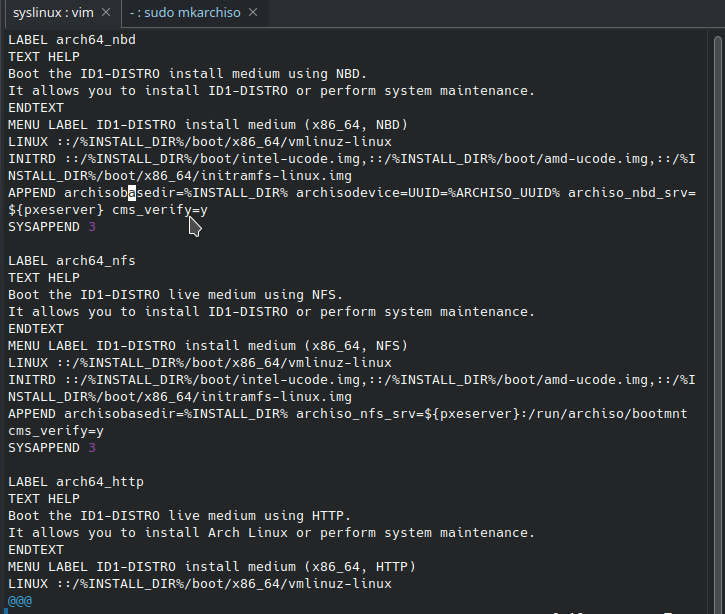 syslinux : vim
- : sudo mkarchiso
LABEL arch64_nbd
TEXT HELP
Boot the ID1-DISTRO install medium using NBD.
It allows you to install ID1-DISTRO or perform system maintenance.
ENDTEXT
MENU LABEL ID1-DISTRO install medium (x86_64, NBD)
LINUX ::/%INSTALL_DIR%/boot/x86_64/vmlinuz-linux
INITRD ::/%INSTALL_DIR%/boot/intel-ucode.img,::/%INSTALL_DIR%/boot/amd-ucode.img,::/%I
NSTALL_DIR%/boot/x86_64/initramfs-linux.img
APPEND archisobasedir=%INSTALL_DIR% archisodevice=UUID=%ARCHISO_UUID% archiso_nbd_srv=
${pxeserver} cms_verify=y
SYSAPPEND 3
LABEL arch64_nfs
TEXT HELP
Boot the ID1-DISTRO live medium using NFS.
It allows you to install ID1-DISTRO or perform system maintenance.
ENDTEXT
MENU LABEL ID1-DISTRO install medium (x86_64, NFS)
LINUX ::/%INSTALL_DIR%/boot/x86_64/vmlinuz-linux
INITRD ::/%INSTALL_DIR%/boot/intel-ucode.img,::/%INSTALL_DIR%/boot/amd-ucode.img,::/%I
NSTALL_DIR%/boot/x86_64/initramfs-linux.img
APPEND archisobasedir=%INSTALL_DIR% archiso_nfs_srv=${pxeserver}:/run/archiso/bootmnt
cms_verify=y
SYSAPPEND 3
LABEL arch64_http
TEXT HELP
Boot the ID1-DISTRO live medium using HTTP.
It allows you to install Arch Linux or perform system maintenance.
ENDTEXT
MENU LABEL ID1-DISTRO install medium (x86_64, HTTP)
LINUX ::/%INSTALL_DIR%/boot/x86_64/vmlinuz-linux
@@@